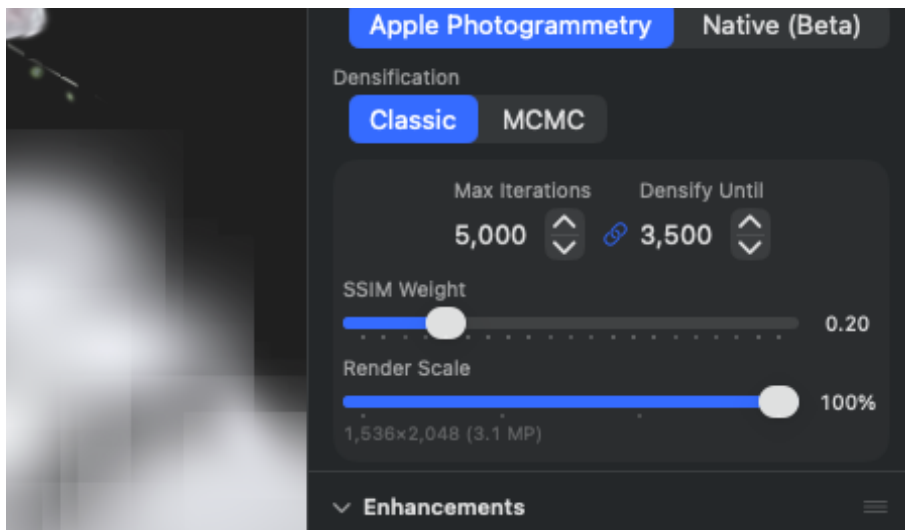 Apple Photogrammetry Native (Beta)
Densification
Classic MCMC
Max Iterations Densify Until
5,000 3,500
SSIM Weight
0.20
Render Scale
100%
1,536×2,048 (3.1 MP)
Enhancements